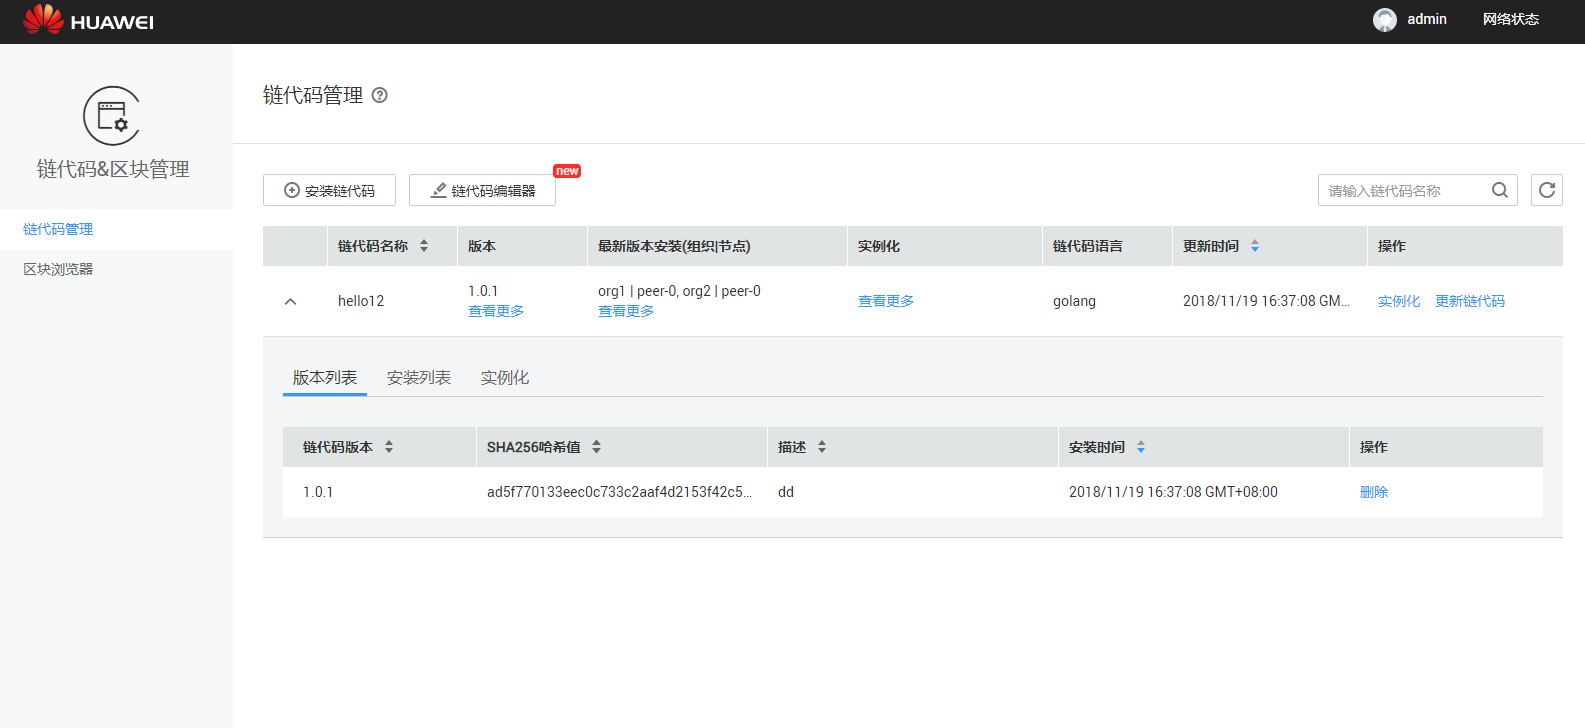 HUAWEI
admin 网络状态
链代码&区块管理
链代码管理
区块浏览器
链代码管理
安装链代码 链代码编辑器 new 请输入链代码名称
链代码名称 版本 最新版本安装(组织|节点) 实例化 链代码语言 更新时间 操作
hello12 1.0.1 查看更多 org1 | peer-0, org2 | peer-0 查看更多 查看更多 golang 2018/11/19 16:37:08 GM... 实例化 更新链代码
版本列表 安装列表 实例化
链代码版本 SHA256哈希值 描述 安装时间 操作
1.0.1 ad5f770133eec0c733c2aaf4d2153f42c5... dd 2018/11/19 16:37:08 GMT+08:00 删除